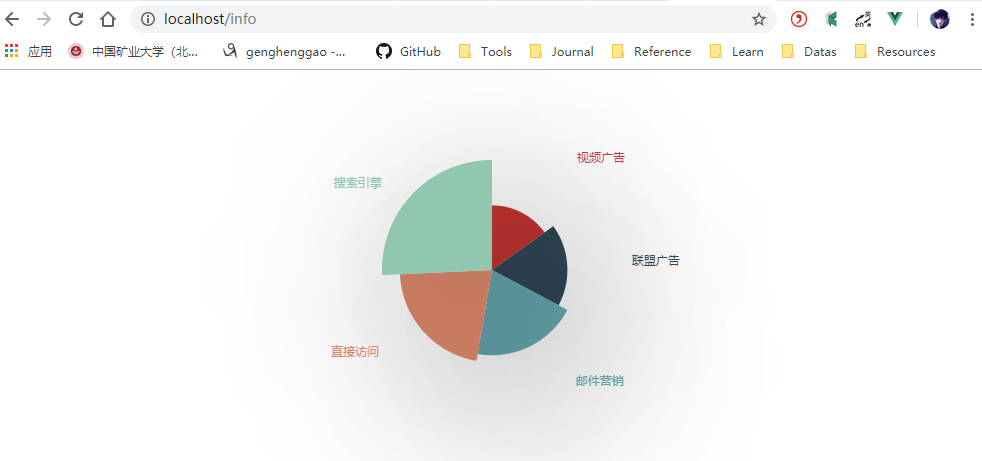 localhost/info
en 英
应用 中国矿业大学（北... genghenggao -... GitHub Tools Journal Reference Learn Datas Resources
视频广告
搜索引擎
联盟广告
直接访问
邮件营销